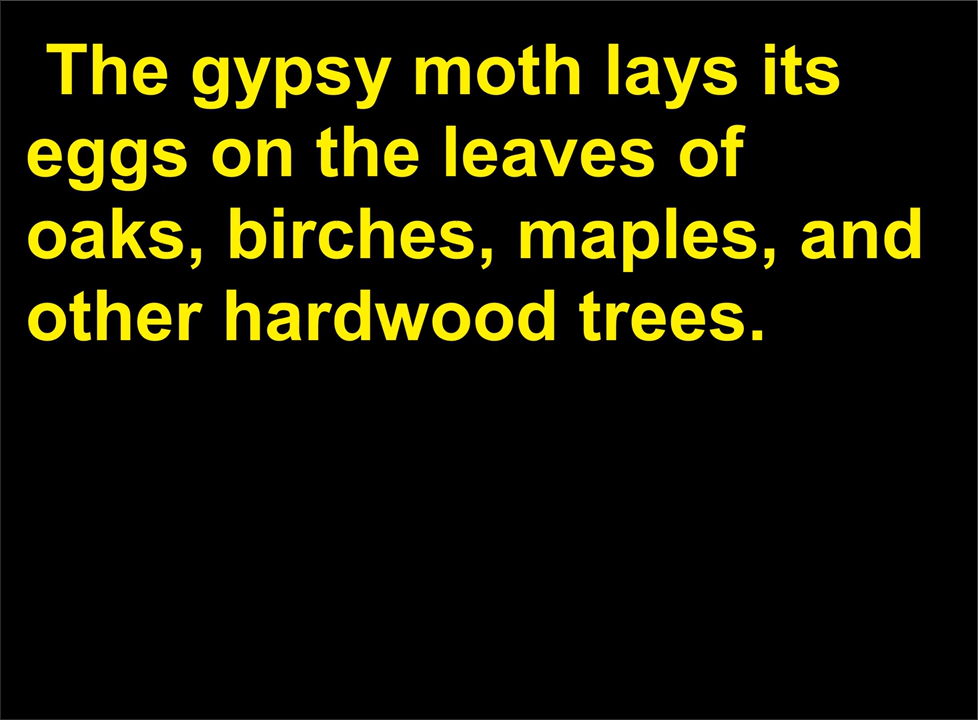 The gypsy moth lays its
eggs on the leaves of
oaks, birches, maples, and
other hardwood trees.